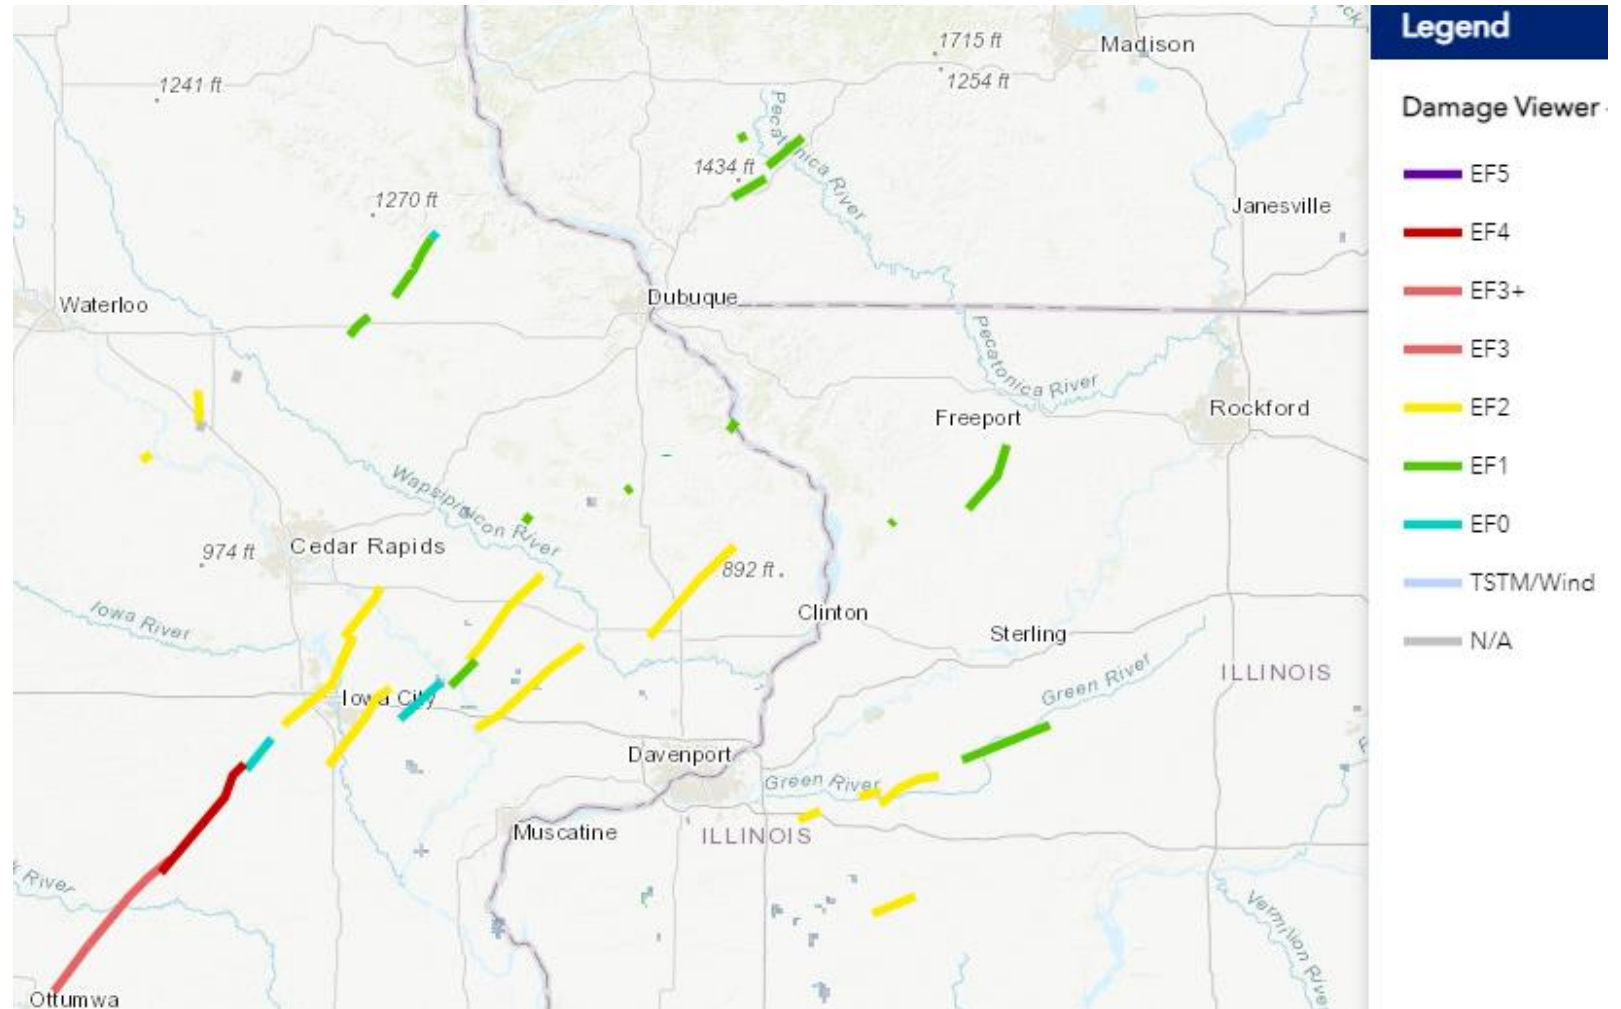 1715 ft
Madison
1254 ft
1241 ft
Pecatonica River
1434 ft
1270 ft
Janesville
Waterloo
Dubuque
Pecatonica River
Freeport
Rockford
Wapsipinicon River
Cedar Rapids
974 ft
892 ft
Clinton
Iowa River
Sterling
Green River
ILLINOIS
Iowa City
Davenport
Green River
Muscatine
ILLINOIS
River
Vermilion River
Ottumwa
Legend
Damage Viewer
EF5
EF4
EF3+
EF3
EF2
EF1
EF0
TSTM/Wind
N/A